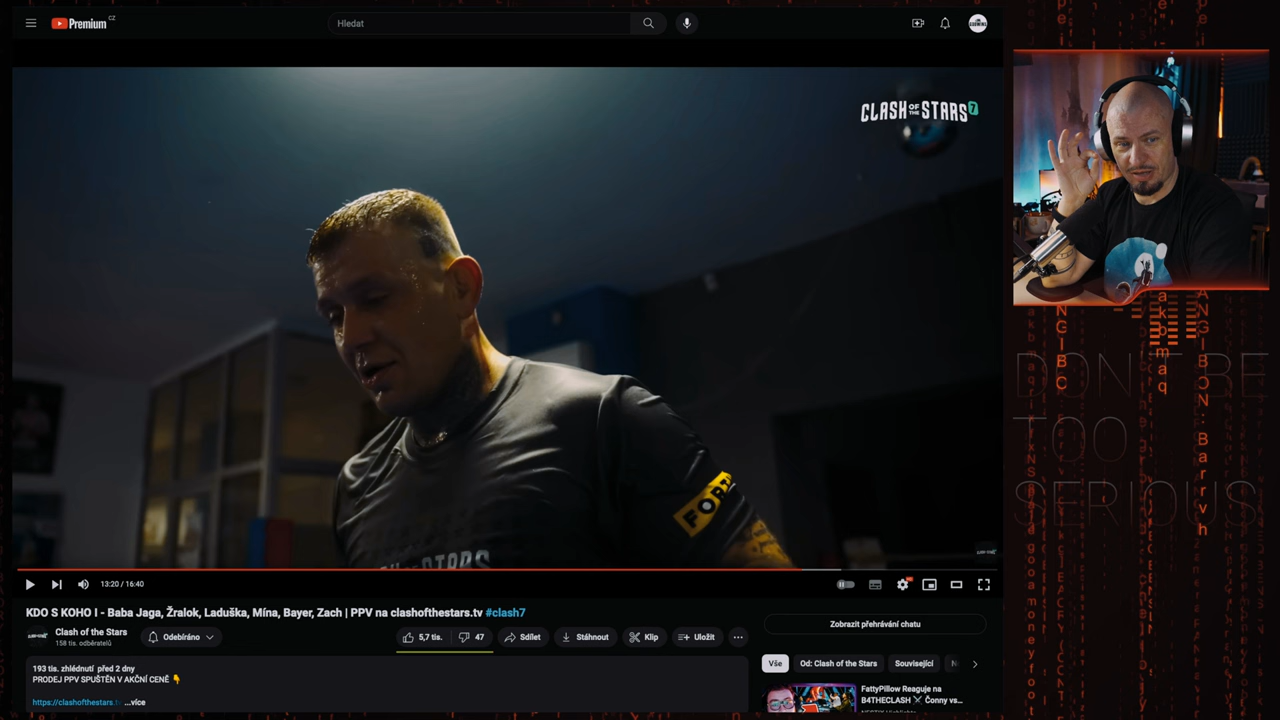 Premium CZ
Hledat
CLASH OF THE STARS 7
FORT
13:20 / 16:40
KDO S KOHO I - Baba Jaga, Žralok, Laduška, Mína, Bayer, Zach | PPV na clashofthestars.tv #clash7
Clash of the Stars
158 tis. odběratelů
Odebíráno
5,7 tis.
47
Sdílet
Stáhnout
Klip
Uložit
193 tis. zhlédnutí před 2 dny
PRODEJ PPV SPUŠTĚN V AKČNÍ CENĚ 👇
https://clashofthestars.t ...více
Zobrazit přehrávání chatu
Vše
Od: Clash of the Stars
Související
N
FattyPillow Reaguje na
B4THECLASH ⚔ Čonny vs...
DON'T BE
TOO
SERIOUS